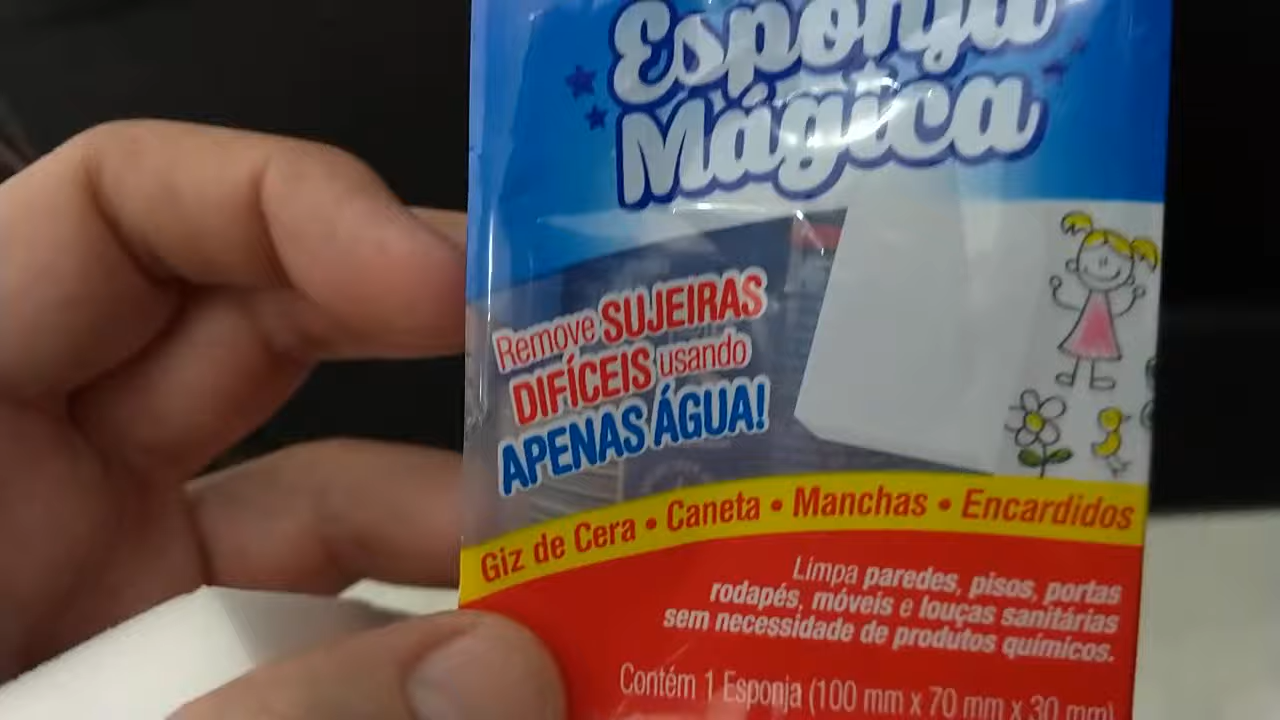 Esponja
Mágica
Remove SUJEIRAS
DIFÍCEIS usando
APENAS ÁGUA!
Giz de Cera • Caneta • Manchas • Encardidos
Limpa paredes, pisos, portas
rodapés, móveis e louças sanitárias
sem necessidade de produtos químicos.
Contém 1 Esponja (100 mm x 70 mm x 30 mm)